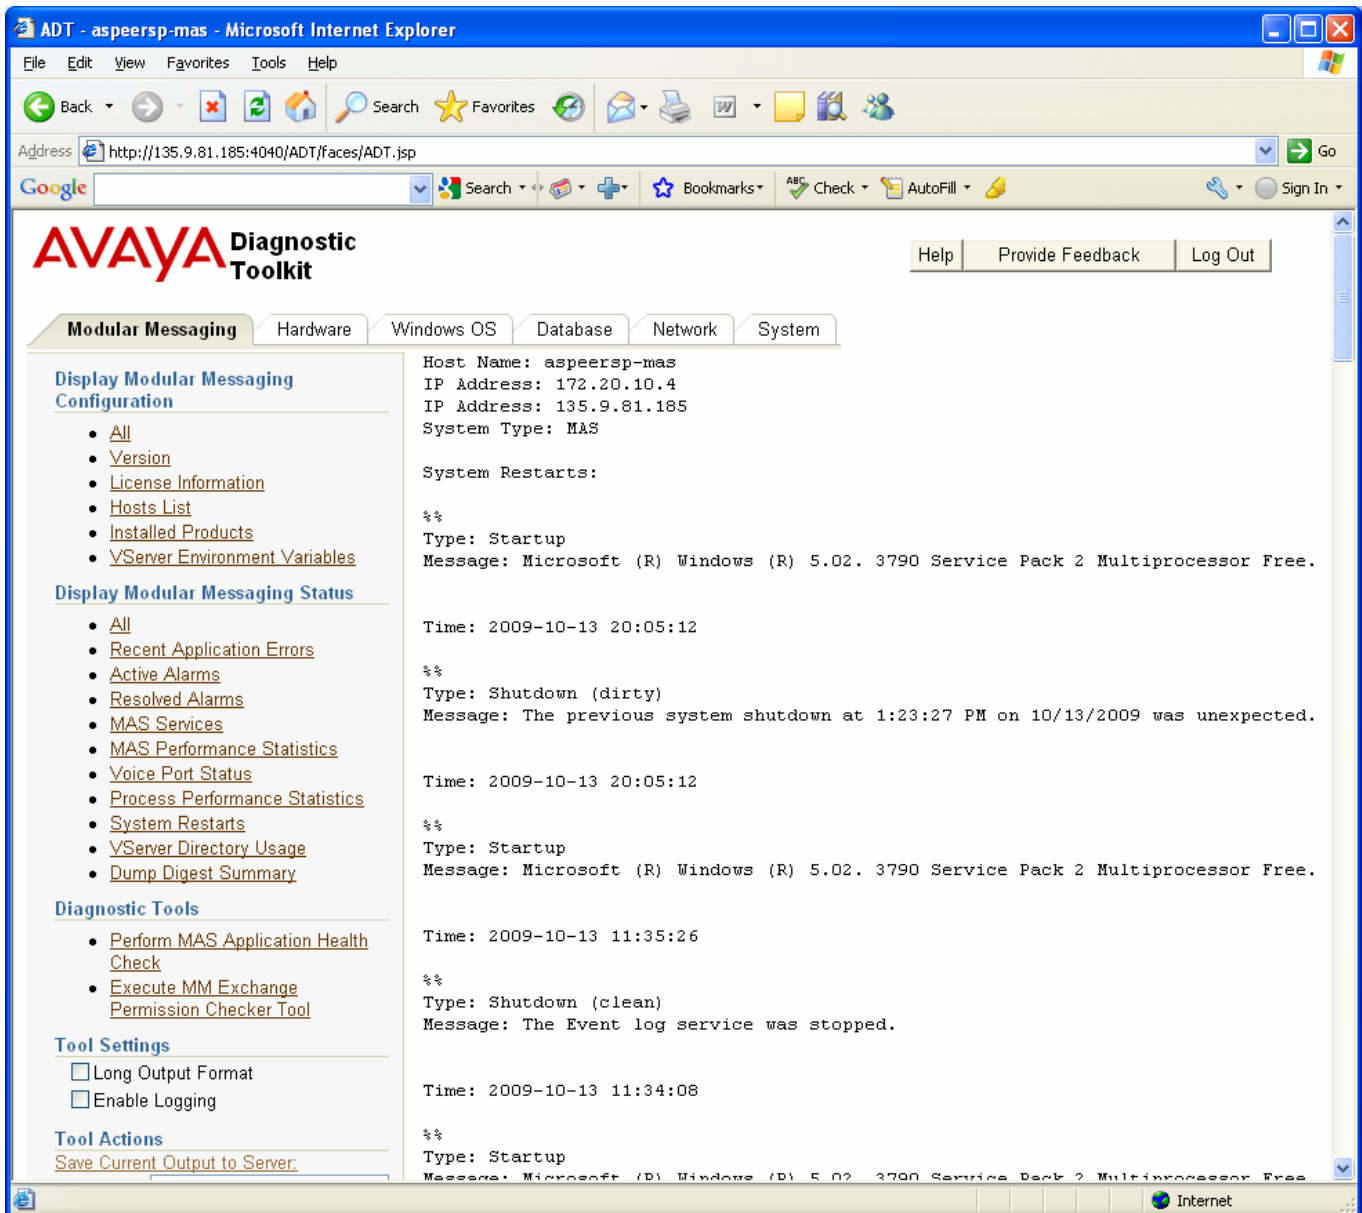 ADT - aspeersp-mas - Microsoft Internet Explorer
File Edit View Favorites Tools Help
Back Search Favorites
Address http://135.9.81.185:4040/ADT/faces/ADT.jsp Go
Google Search Bookmarks ABC Check AutoFill Sign In
AVAYA Diagnostic Toolkit
Help Provide Feedback Log Out
Modular Messaging Hardware Windows OS Database Network System
Display Modular Messaging Configuration
All
Version
License Information
Hosts List
Installed Products
VServer Environment Variables
Display Modular Messaging Status
All
Recent Application Errors
Active Alarms
Resolved Alarms
MAS Services
MAS Performance Statistics
Voice Port Status
Process Performance Statistics
System Restarts
VServer Directory Usage
Dump Digest Summary
Diagnostic Tools
Perform MAS Application Health Check
Execute MM Exchange Permission Checker Tool
Tool Settings
Long Output Format
Enable Logging
Tool Actions
Save Current Output to Server:
Host Name: aspeersp-mas
IP Address: 172.20.10.4
IP Address: 135.9.81.185
System Type: MAS
System Restarts:
%%
Type: Startup
Message: Microsoft (R) Windows (R) 5.02. 3790 Service Pack 2 Multiprocessor Free.
Time: 2009-10-13 20:05:12
%%
Type: Shutdown (dirty)
Message: The previous system shutdown at 1:23:27 PM on 10/13/2009 was unexpected.
Time: 2009-10-13 20:05:12
%%
Type: Startup
Message: Microsoft (R) Windows (R) 5.02. 3790 Service Pack 2 Multiprocessor Free.
Time: 2009-10-13 11:35:26
%%
Type: Shutdown (clean)
Message: The Event log service was stopped.
Time: 2009-10-13 11:34:08
%%
Type: Startup
Message: Microsoft (R) Windows (R) 5.02. 3790 Service Pack 2 Multiprocessor Free.
Internet